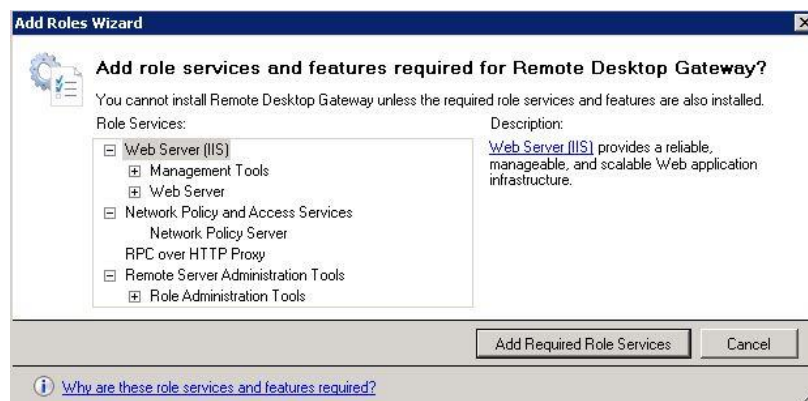 Add Roles Wizard
Add role services and features required for Remote Desktop Gateway?
You cannot install Remote Desktop Gateway unless the required role services and features are also installed.
Role Services:
Web Server (IIS)
Management Tools
Web Server
Network Policy and Access Services
Network Policy Server
RPC over HTTP Proxy
Remote Server Administration Tools
Role Administration Tools
Description:
Web Server (IIS) provides a reliable,
manageable, and scalable Web application
infrastructure.
Add Required Role Services
Cancel
Why are these role services and features required?